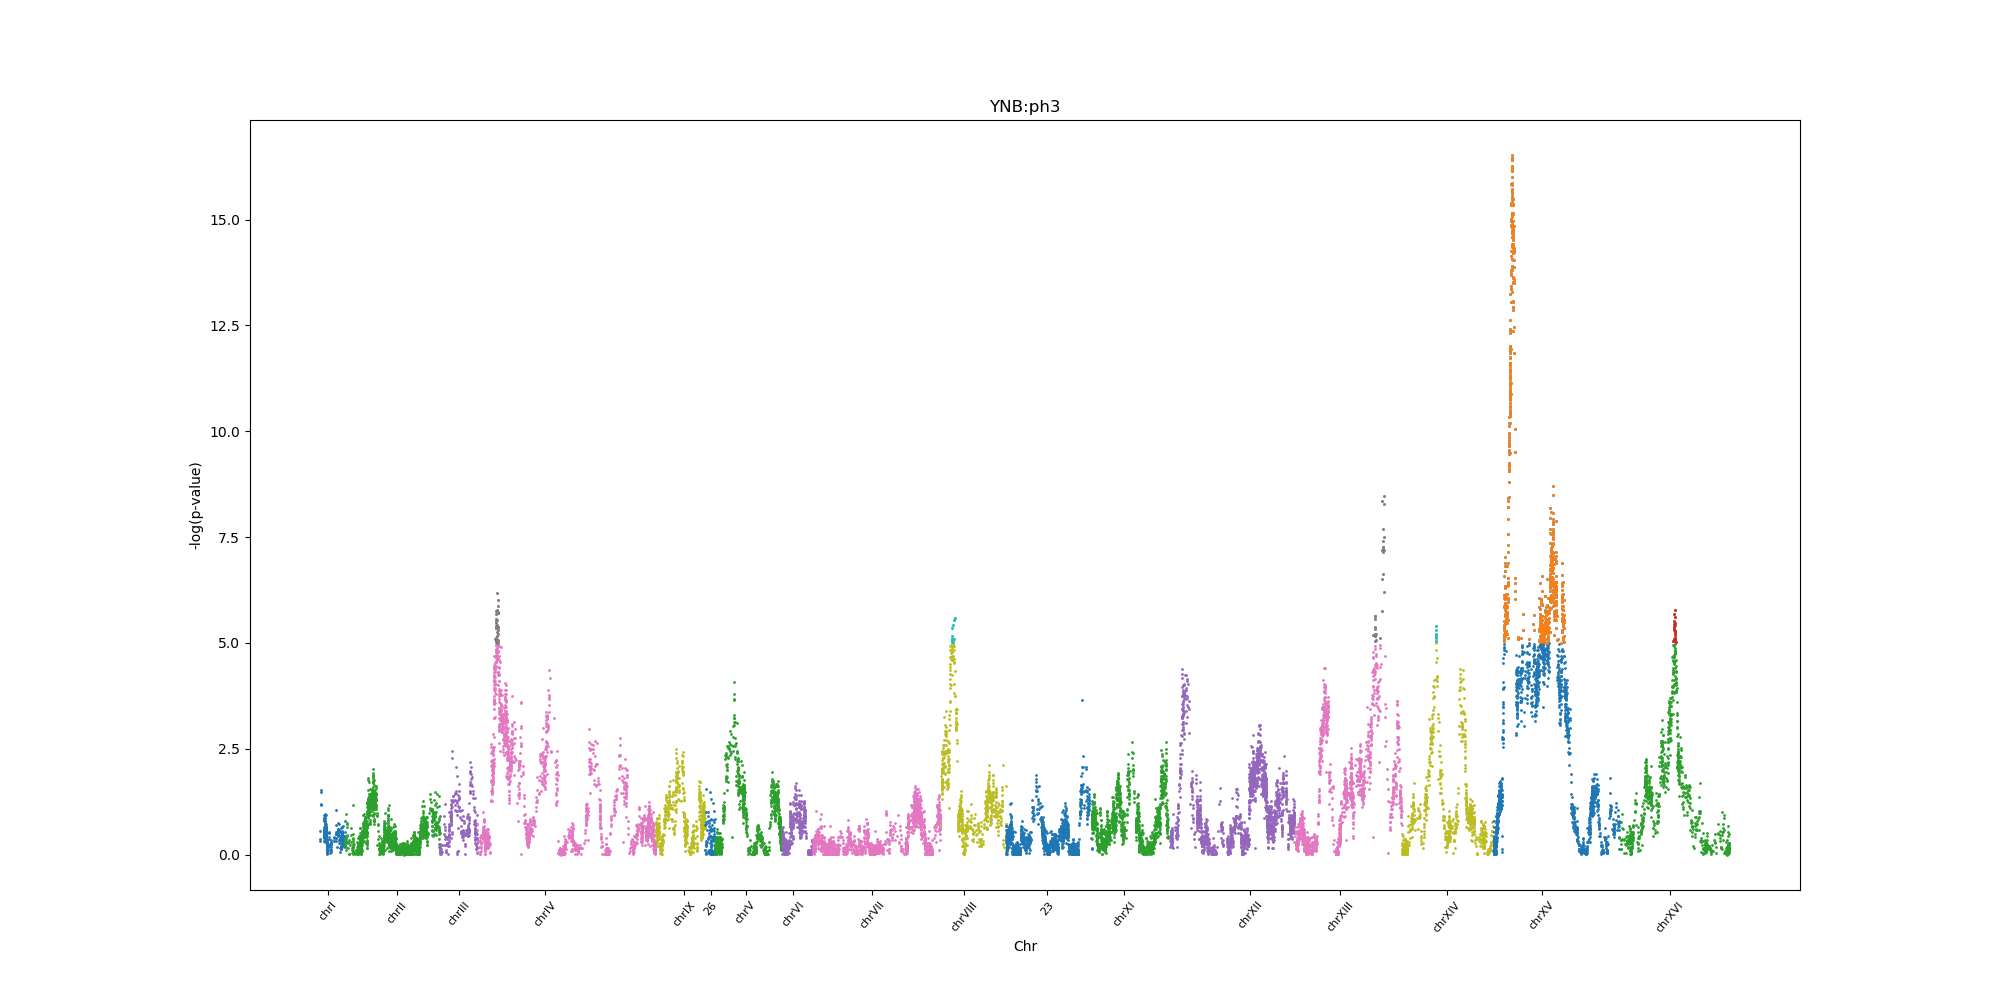 YNB:ph3
-log(p-value)
15.0
12.5
10.0
7.5
5.0
2.5
0.0
chrI chrII chrIII chrIV chrIX 26 chrV chrVI chrVII chrVIII 23 chrXI chrXII chrXIII chrXIV chrXV chrXVI
Chr